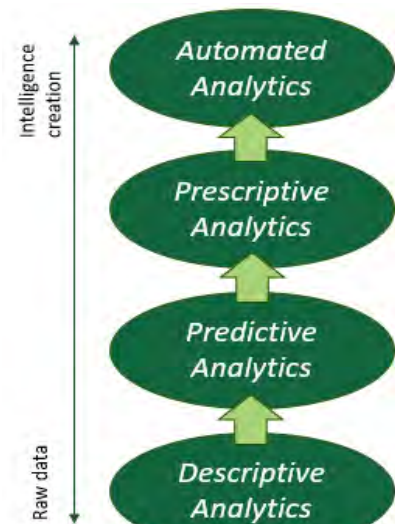 Intelligence
creation
Automated
Analytics
Prescriptive
Analytics
Predictive
Analytics
Raw data
Descriptive
Analytics